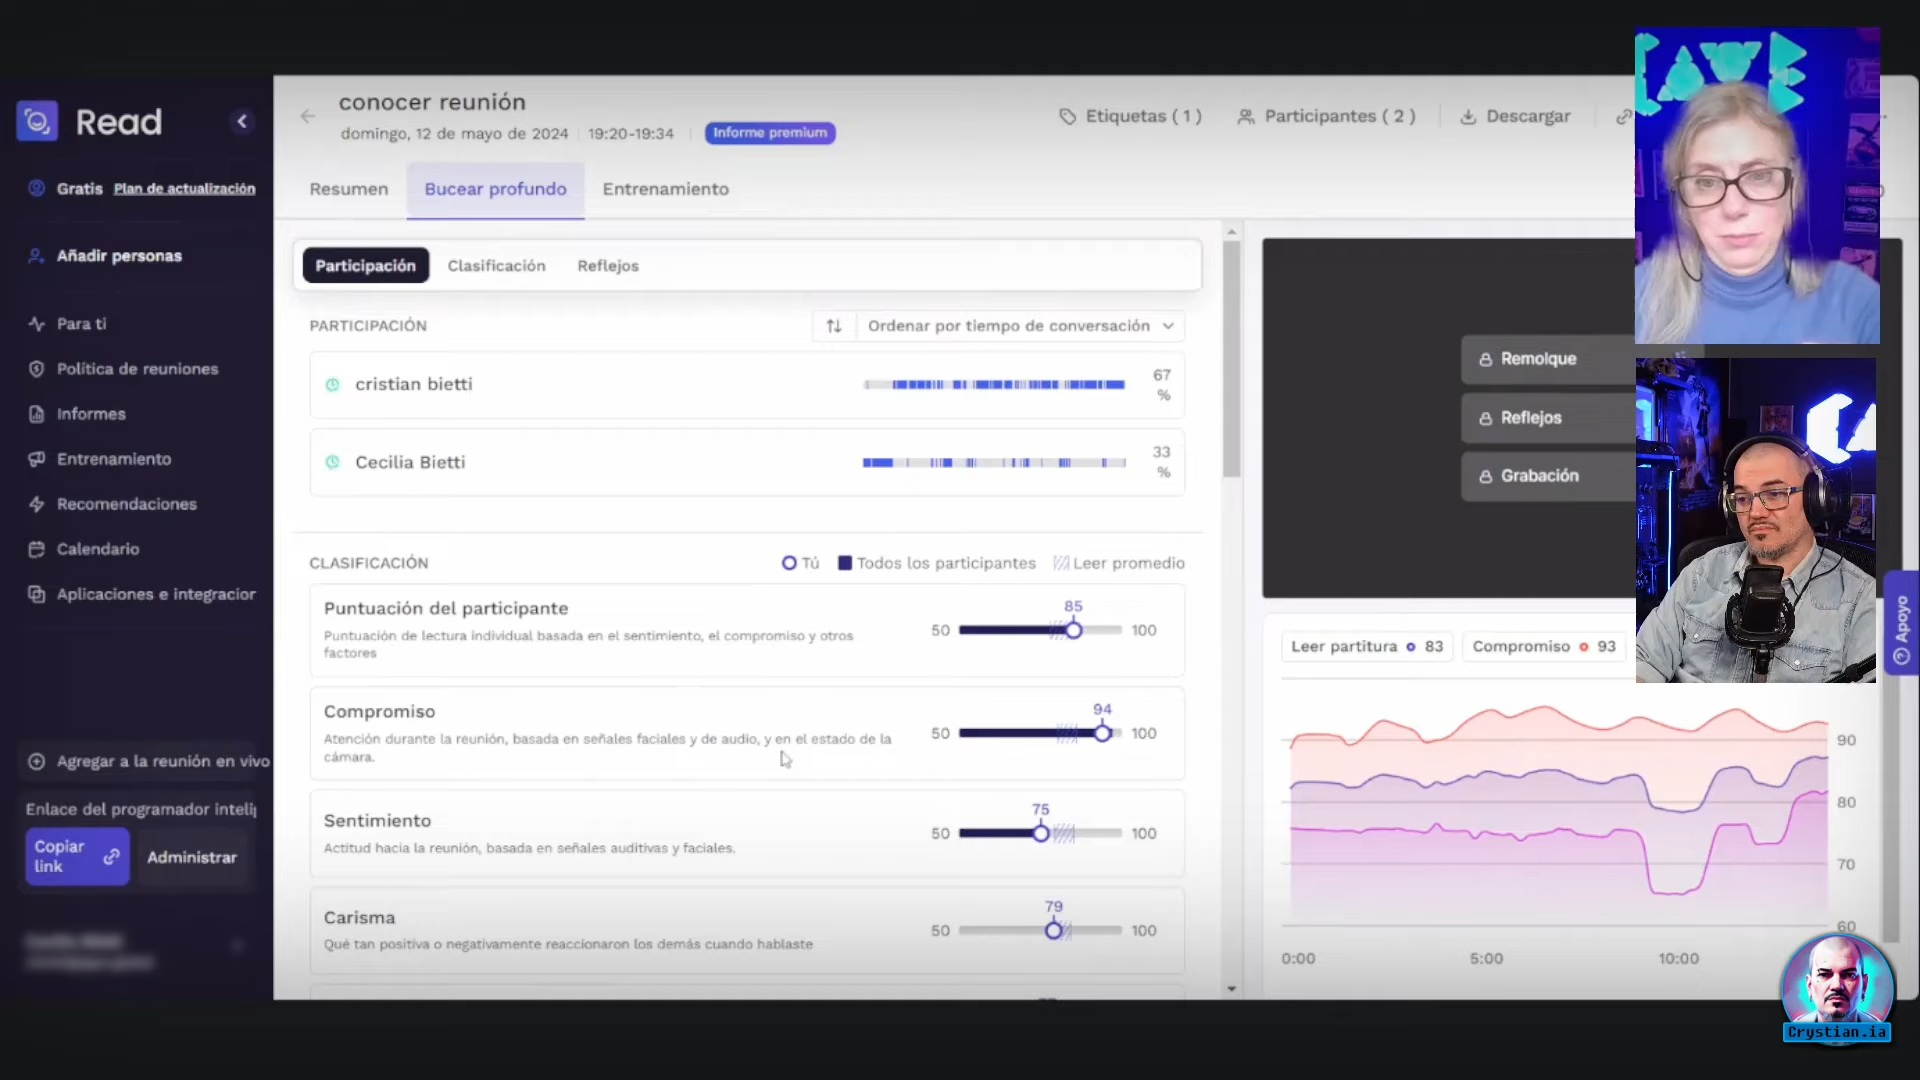 Read
Gratis Plan de actualización
Añadir personas
Para ti
Política de reuniones
Informes
Entrenamiento
Recomendaciones
Calendario
Aplicaciones e integracior
Agregar a la reunión en vivo
Enlace del programador inteli
Copiar
link
Administrar
conocer reunión
domingo, 12 de mayo de 2024 19:20-19:34 Informe premium
Etiquetas ( 1 ) Participantes ( 2 ) Descargar
Resumen Bucear profundo Entrenamiento
Participación Clasificación Reflejos
PARTICIPACIÓN Ordenar por tiempo de conversación
cristian bietti 67
%
Cecilia Bietti 33
%
CLASIFICACIÓN Tú Todos los participantes Leer promedio
Puntuación del participante
Puntuación de lectura individual basada en el sentimiento, el compromiso y otros
factores
85
50 100
Compromiso
Atención durante la reunión, basada en señales faciales y de audio, y en el estado de la
cámara.
94
50 100
Sentimiento
Actitud hacia la reunión, basada en señales auditivas y faciales.
75
50 100
Carisma
Qué tan positiva o negativamente reaccionaron los demás cuando hablaste
79
50 100
Remolque
Reflejos
Grabación
Leer partitura 83 Compromiso 93
90
80
70
60
0:00 5:00 10:00
Apoyo
Crystian.ia